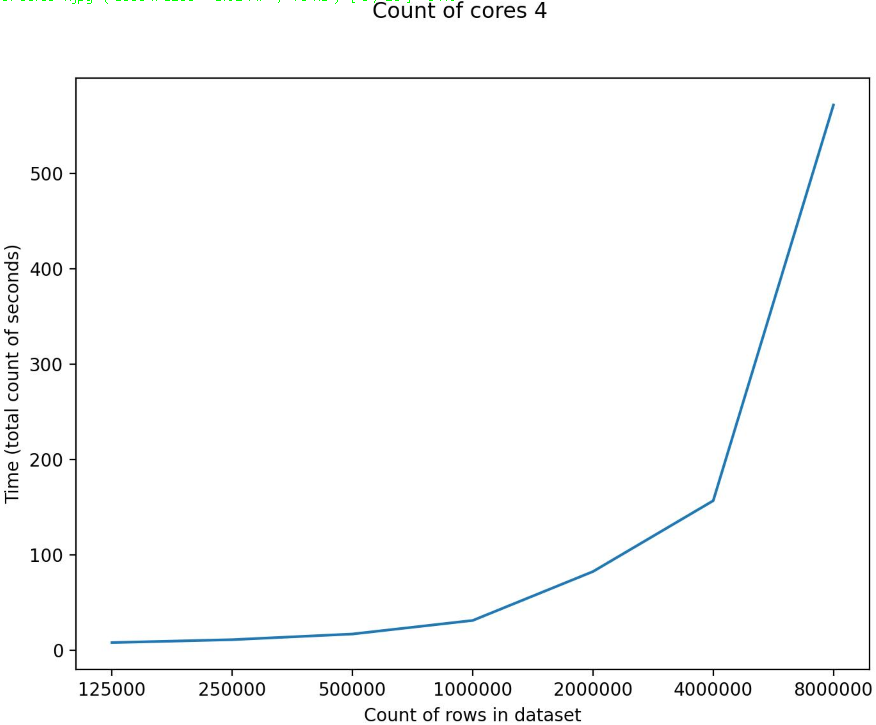 Count of cores 4
500
400
300
200
100
0
Time (total count of seconds)
125000 250000 500000 1000000 2000000 4000000 8000000
Count of rows in dataset